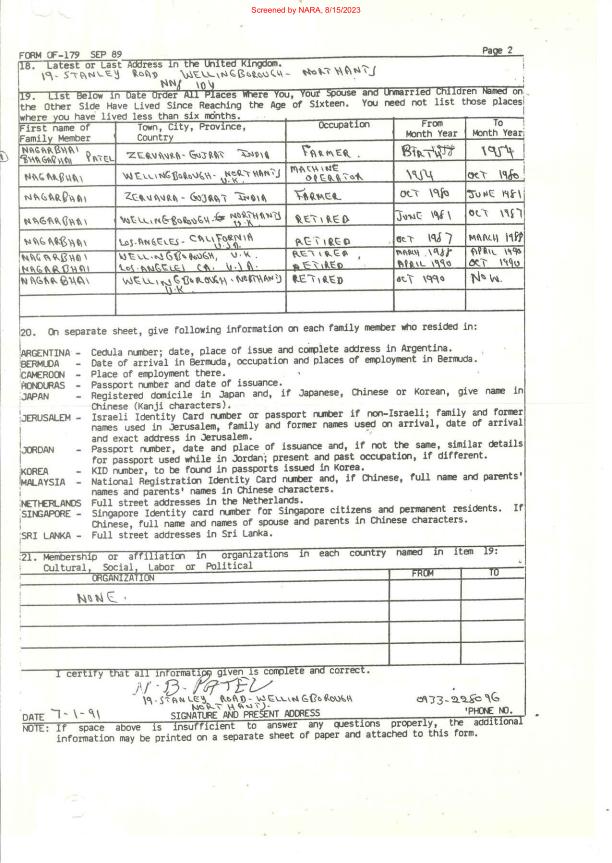 Screened by NARA, 8/15/2023
FORM OF-179 SEP 89 Page 2
18. Latest or Last Address in the United Kingdom.
19-STANLEY ROAD WELLINGBOROUGH- NORTHANTS
NN8 1DY
19. List Below in Date Order All Places Where You, Your Spouse and Unmarried Children Named on
the Other Side Have Lived Since Reaching the Age of Sixteen. You need not list those places
where you have lived less than six months.
First name of Family Member Town, City, Province, Country Occupation From Month Year To Month Year
NAGARBHAI BHAGABHAI PATEL ZERVAVRA-GUJRAT INDIA FARMER. BIRTH 1954
NAGARBHAI WELLINGBOROUGH- NORTHANTS U.K. MACHINE OPERATOR 1954 OCT 1980
NAGARBHAI ZERVAVRA-GUJRAT INDIA FARMER OCT 1980 JUNE 1981
NAGARBHAI WELLINGBOROUGH- NORTHANTS U.K. RETIRED JUNE 1981 OCT 1987
NAGARBHAI LOS-ANGELES-CALIFORNIA U.S.A. RETIRED OCT 1987 MARCH 1988
NAGARBHAI WELLINGBOROUGH, U.K. RETIRED, MARCH 1988 APRIL 1990
NAGARBHAI LOS-ANGELES CA. U.S.A. RETIRED APRIL 1990 OCT 1990
NAGARBHAI WELLINGBOROUGH-NORTHANTS U.K RETIRED OCT 1990 NOW.
20. On separate sheet, give following information on each family member who resided in:
ARGENTINA - Cedula number; date, place of issue and complete address in Argentina.
BERMUDA - Date of arrival in Bermuda, occupation and places of employment in Bermuda.
CAMEROON - Place of employment there.
HONDURAS - Passport number and date of issuance.
JAPAN - Registered domicile in Japan and, if Japanese, Chinese or Korean, give name in
Chinese (Kanji characters).
JERUSALEM - Israeli Identity Card number or passport number if non-Israeli; family and former
names used in Jerusalem, family and former names used on arrival, date of arrival
and exact address in Jerusalem.
JORDAN - Passport number, date and place of issuance and, if not the same, similar details
for passport used while in Jordan; present and past occupation, if different.
KOREA - KID number, to be found in passports issued in Korea.
MALAYSIA - National Registration Identity Card number and, if Chinese, full name and parents'
names and parents' names in Chinese characters.
NETHERLANDS Full street addresses in the Netherlands.
SINGAPORE - Singapore Identity card number for Singapore citizens and permanent residents. If
Chinese, full name and names of spouse and parents in Chinese characters.
SRI LANKA - Full street addresses in Sri Lanka.
21. Membership or affiliation in organizations in each country named in item 19:
Cultural, Social, Labor or Political
ORGANIZATION FROM TO
NONE.
I certify that all information given is complete and correct.
N-B-PATEL
19-STANLEY ROAD-WELLINGBOROUGH 0933-228096
NORTHANTS.
DATE 7-1-91 SIGNATURE AND PRESENT ADDRESS 'PHONE NO.
NOTE: If space above is insufficient to answer any questions properly, the additional
information may be printed on a separate sheet of paper and attached to this form.